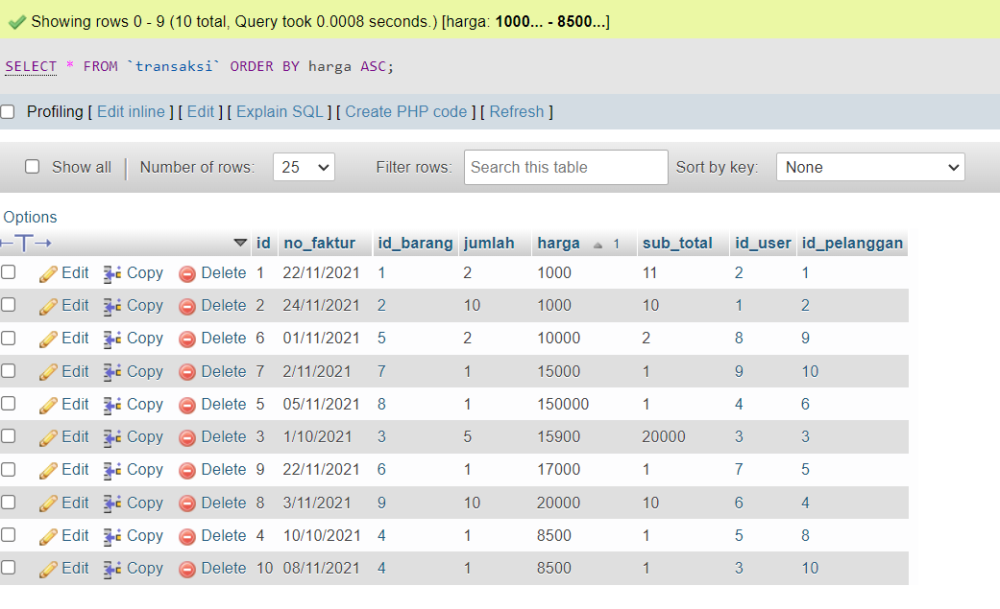 Showing rows 0 - 9 (10 total, Query took 0.0008 seconds.) [harga: 1000... - 8500...]
SELECT * FROM `transaksi` ORDER BY harga ASC;
Profiling [ Edit inline ] [ Edit ] [ Explain SQL ] [ Create PHP code ] [ Refresh ]
Show all Number of rows: 25 Filter rows: Search this table Sort by key: None
Options
←T→ id no_faktur id_barang jumlah harga 1 sub_total id_user id_pelanggan
Edit Copy Delete 1 22/11/2021 1 2 1000 11 2 1
Edit Copy Delete 2 24/11/2021 2 10 1000 10 1 2
Edit Copy Delete 6 01/11/2021 5 2 10000 2 8 9
Edit Copy Delete 7 2/11/2021 7 1 15000 1 9 10
Edit Copy Delete 5 05/11/2021 8 1 150000 1 4 6
Edit Copy Delete 3 1/10/2021 3 5 15900 20000 3 3
Edit Copy Delete 9 22/11/2021 6 1 17000 1 7 5
Edit Copy Delete 8 3/11/2021 9 10 20000 10 6 4
Edit Copy Delete 4 10/10/2021 4 1 8500 1 5 8
Edit Copy Delete 10 08/11/2021 4 1 8500 1 3 10